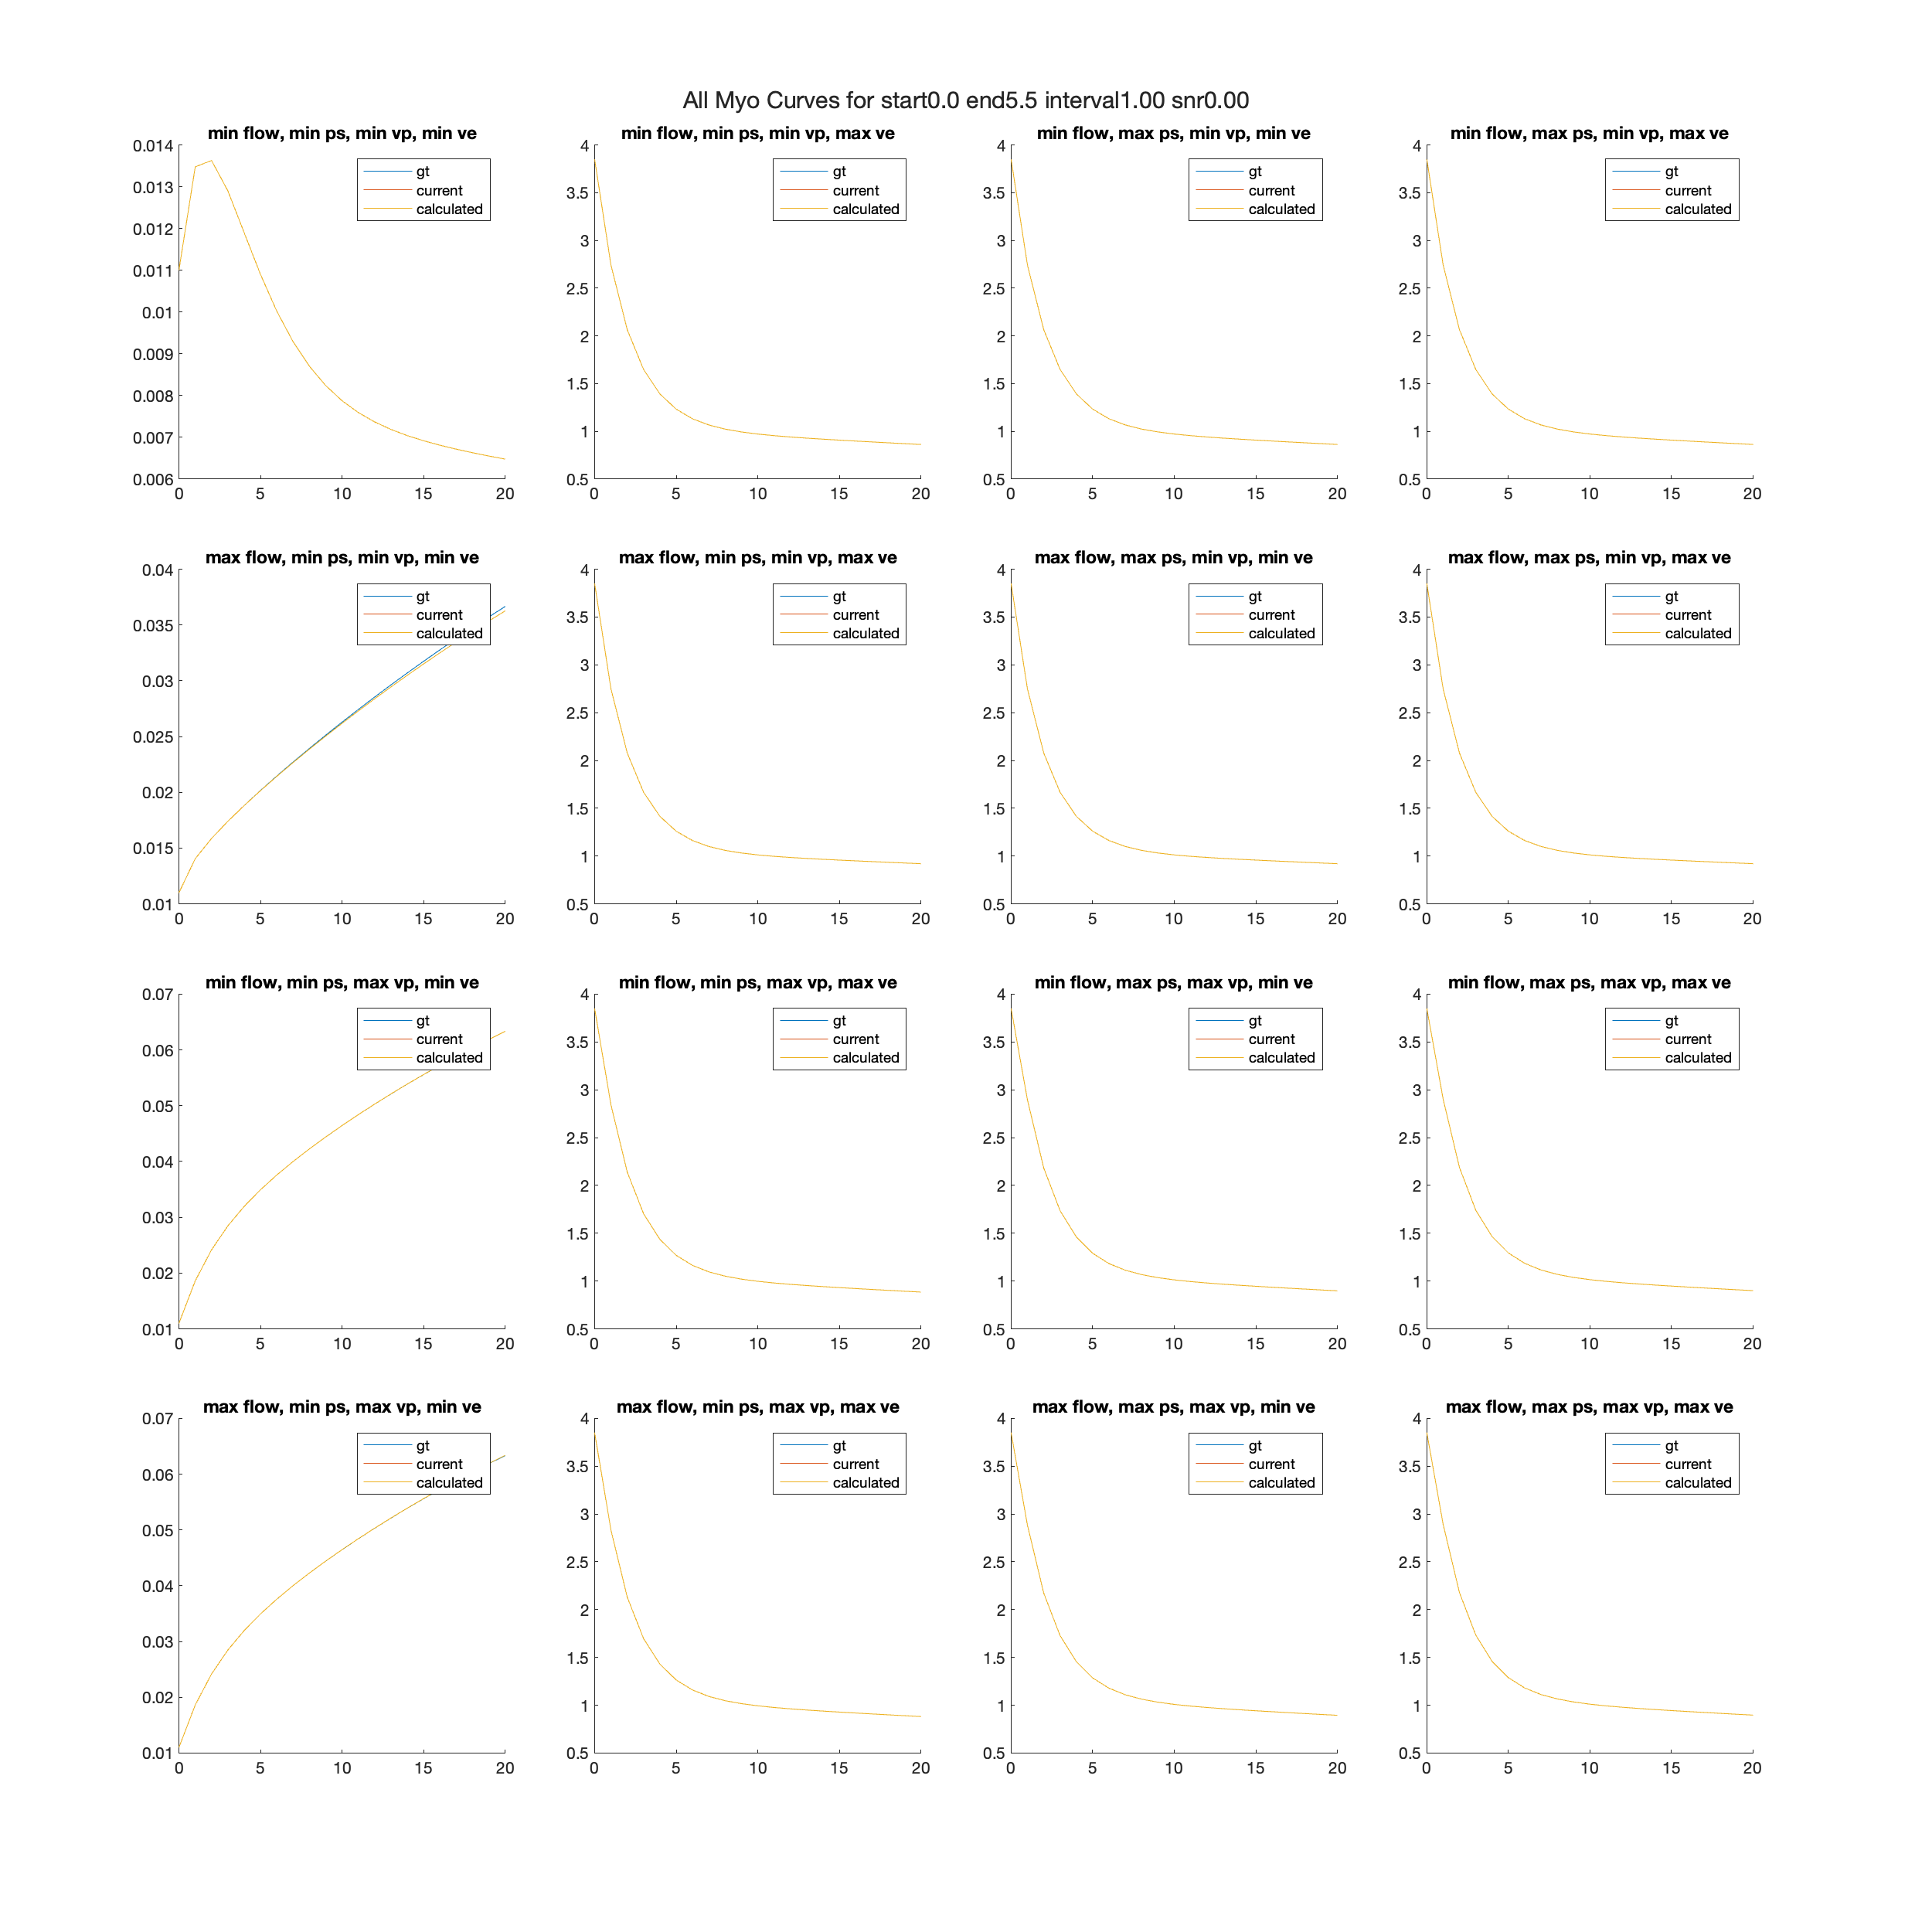 All Myo Curves for start0.0 end5.5 interval1.00 snr0.00
min flow, min ps, min vp, min ve
0.014
0.013
0.012
0.011
0.01
0.009
0.008
0.007
0.006
0 5 10 15 20
gt
current
calculated
min flow, min ps, min vp, max ve
4
3.5
3
2.5
2
1.5
1
0.5
0 5 10 15 20
gt
current
calculated
min flow, max ps, min vp, min ve
4
3.5
3
2.5
2
1.5
1
0.5
0 5 10 15 20
gt
current
calculated
min flow, max ps, min vp, max ve
4
3.5
3
2.5
2
1.5
1
0.5
0 5 10 15 20
gt
current
calculated
max flow, min ps, min vp, min ve
0.04
0.035
0.03
0.025
0.02
0.015
0.01
0 5 10 15 20
gt
current
calculated
max flow, min ps, min vp, max ve
4
3.5
3
2.5
2
1.5
1
0.5
0 5 10 15 20
gt
current
calculated
max flow, max ps, min vp, min ve
4
3.5
3
2.5
2
1.5
1
0.5
0 5 10 15 20
gt
current
calculated
max flow, max ps, min vp, max ve
4
3.5
3
2.5
2
1.5
1
0.5
0 5 10 15 20
gt
current
calculated
min flow, min ps, max vp, min ve
0.07
0.06
0.05
0.04
0.03
0.02
0.01
0 5 10 15 20
gt
current
calculated
min flow, min ps, max vp, max ve
4
3.5
3
2.5
2
1.5
1
0.5
0 5 10 15 20
gt
current
calculated
min flow, max ps, max vp, min ve
4
3.5
3
2.5
2
1.5
1
0.5
0 5 10 15 20
gt
current
calculated
min flow, max ps, max vp, max ve
4
3.5
3
2.5
2
1.5
1
0.5
0 5 10 15 20
gt
current
calculated
max flow, min ps, max vp, min ve
0.07
0.06
0.05
0.04
0.03
0.02
0.01
0 5 10 15 20
gt
current
calculated
max flow, min ps, max vp, max ve
4
3.5
3
2.5
2
1.5
1
0.5
0 5 10 15 20
gt
current
calculated
max flow, max ps, max vp, min ve
4
3.5
3
2.5
2
1.5
1
0.5
0 5 10 15 20
gt
current
calculated
max flow, max ps, max vp, max ve
4
3.5
3
2.5
2
1.5
1
0.5
0 5 10 15 20
gt
current
calculated